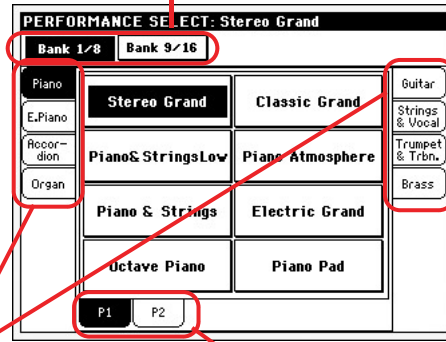 PERFORMANCE SELECT: Stereo Grand
Bank 1/8 Bank 9/16
Piano
E.Piano
Accor-
dion
Organ
Stereo Grand Classic Grand
Piano&StringsLow Piano Atmosphere
Piano & Strings Electric Grand
Octave Piano Piano Pad
Guitar
Strings
& Vocal
Trumpet
& Trbn.
Brass
P1 P2